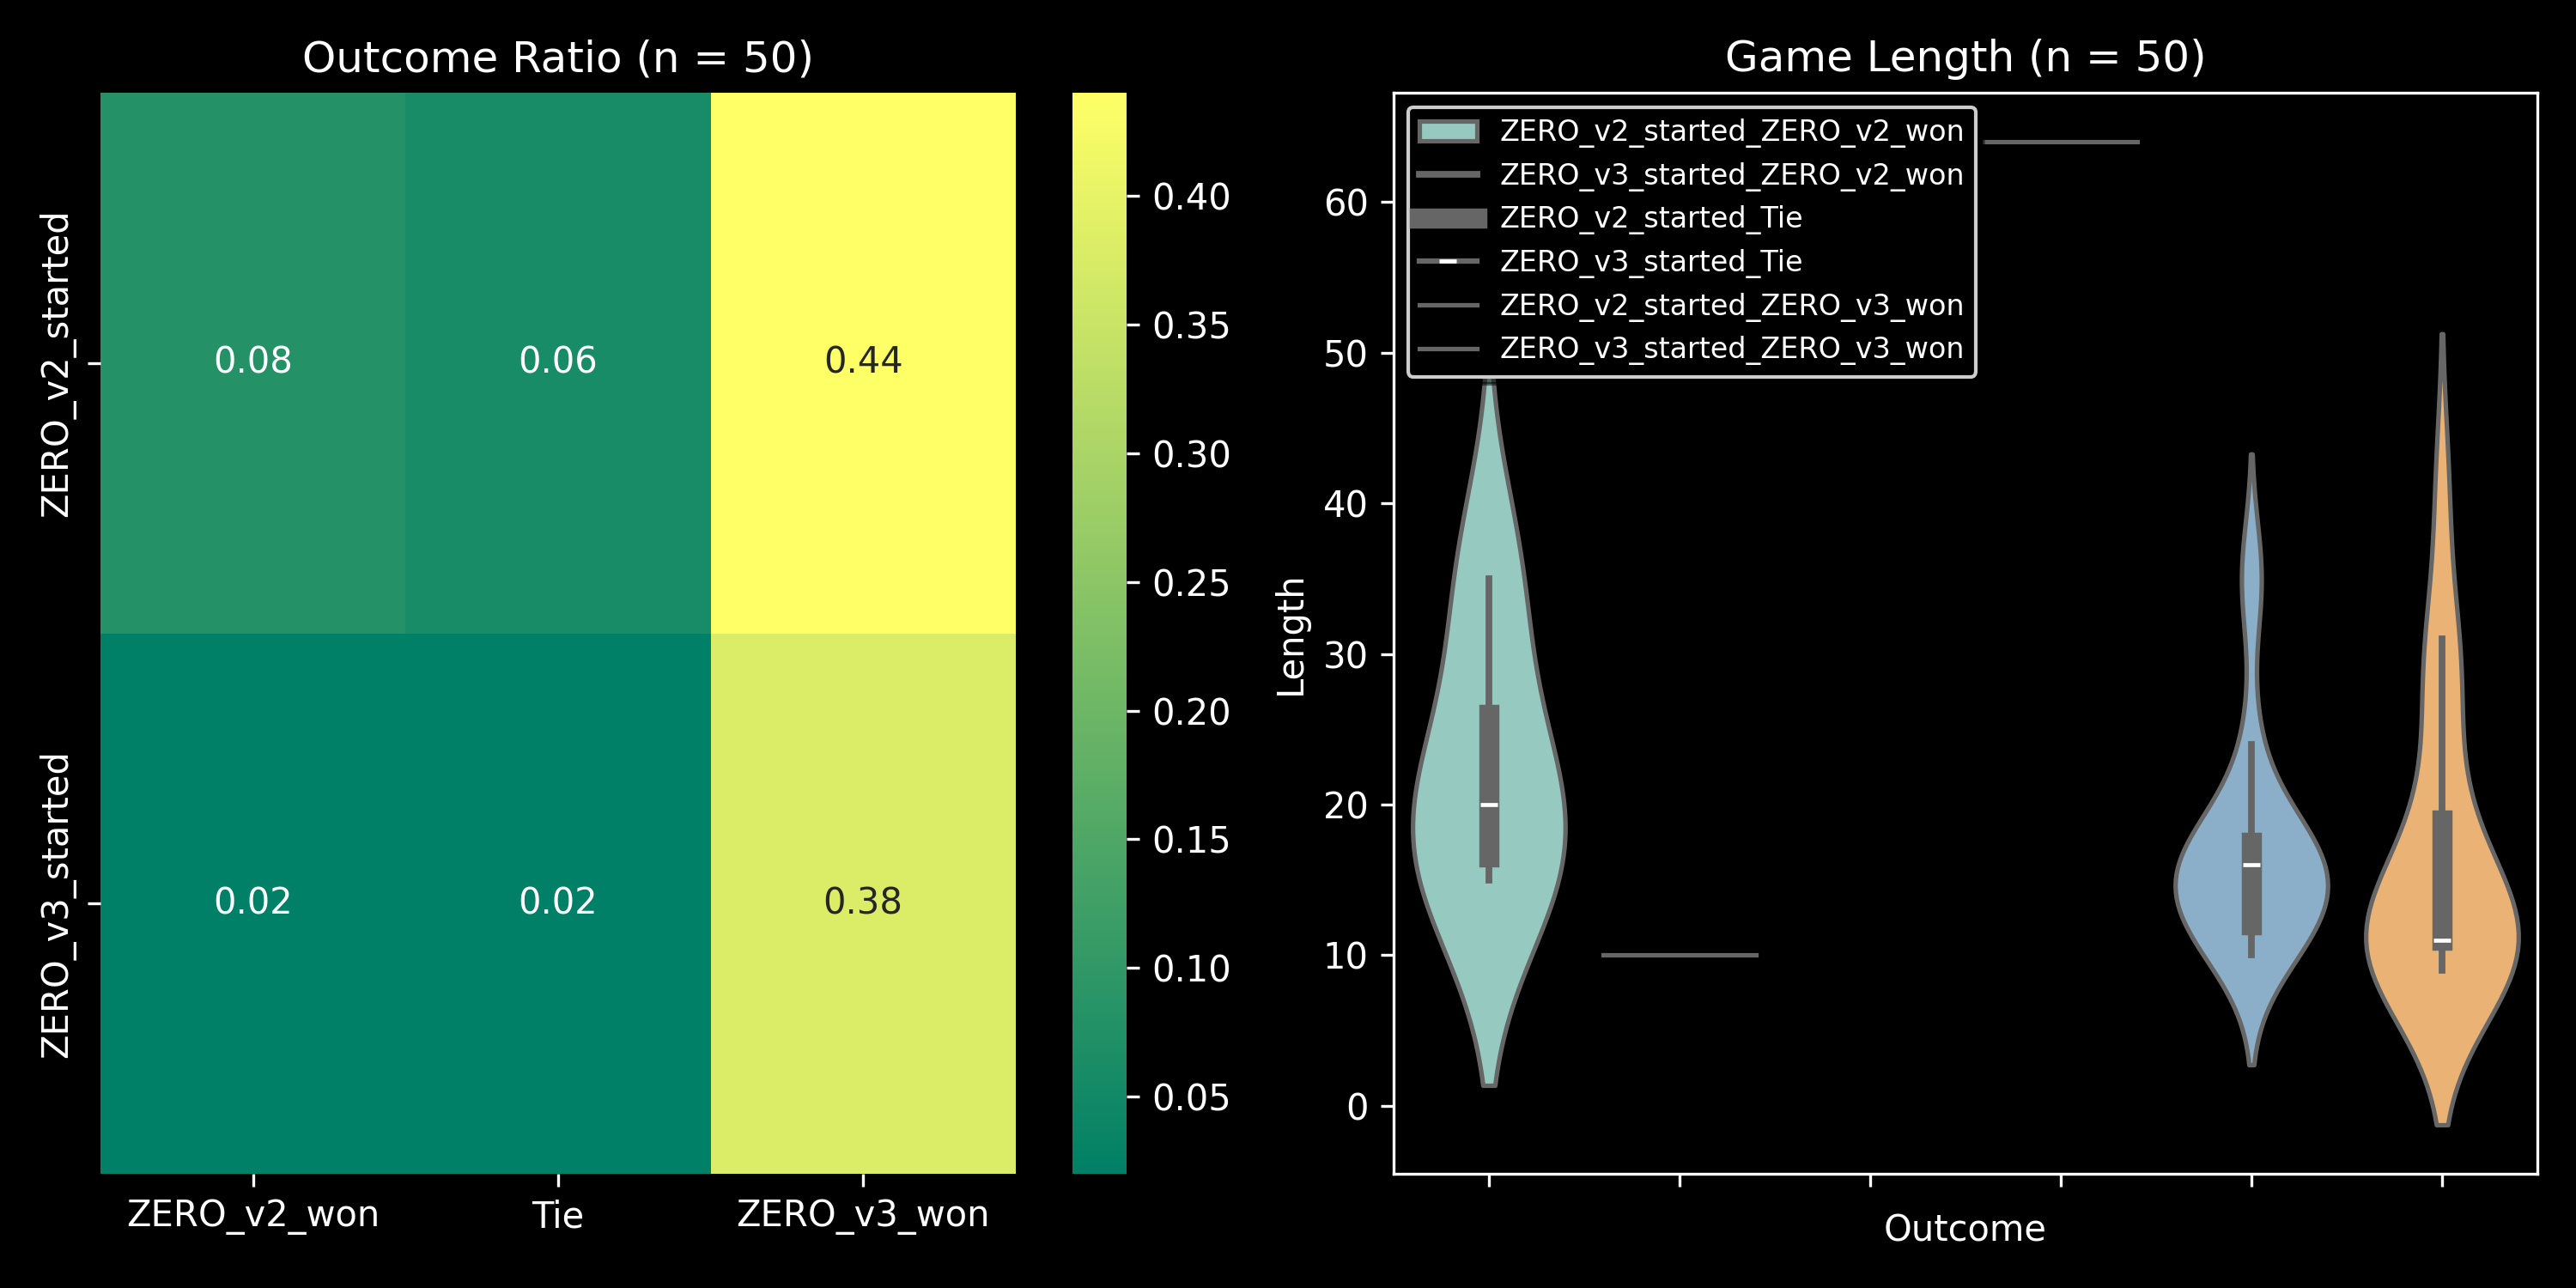 Outcome Ratio (n = 50)
ZERO_v2_started
ZERO_v3_started
0.08 0.06 0.44
0.02 0.02 0.38
ZERO_v2_won Tie ZERO_v3_won
0.40
0.35
0.30
0.25
0.20
0.15
0.10
0.05
Game Length (n = 50)
ZERO_v2_started_ZERO_v2_won
ZERO_v3_started_ZERO_v2_won
ZERO_v2_started_Tie
ZERO_v3_started_Tie
ZERO_v2_started_ZERO_v3_won
ZERO_v3_started_ZERO_v3_won
Length
60
50
40
30
20
10
0
Outcome